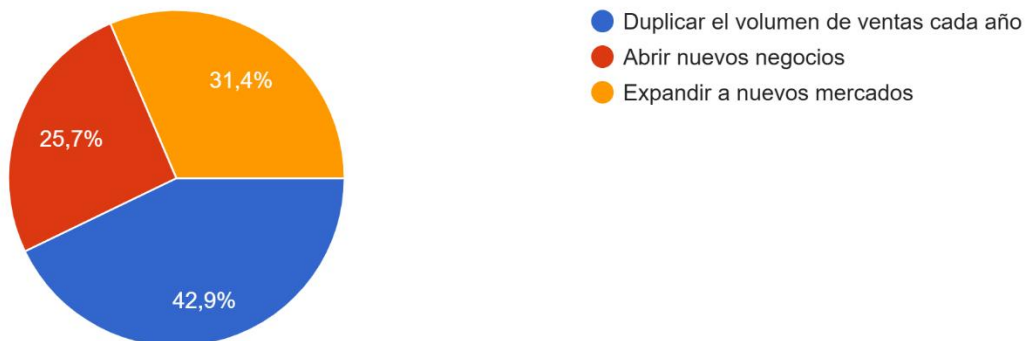 Duplicar el volumen de ventas cada año
Abrir nuevos negocios
Expandir a nuevos mercados
31,4%
25,7%
42,9%